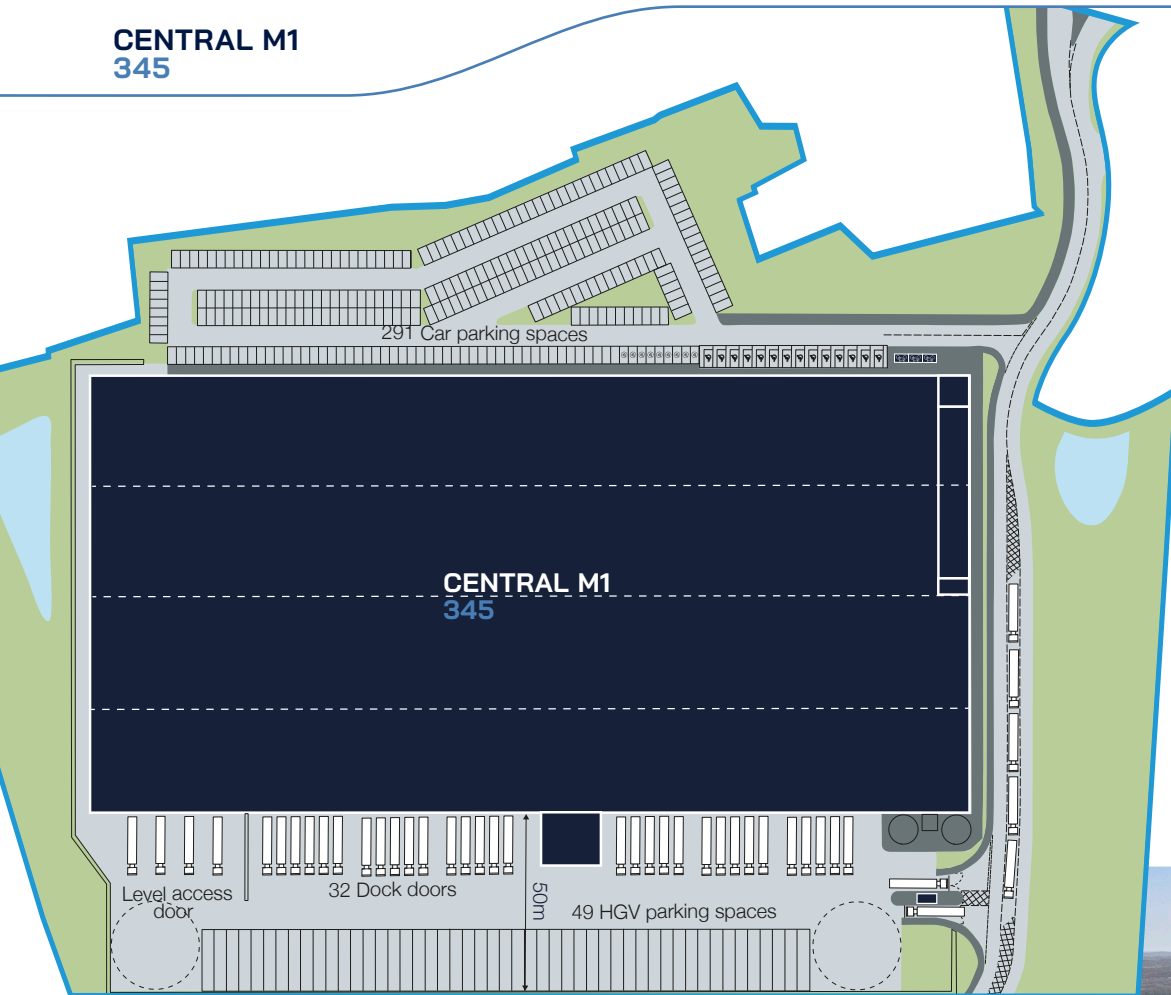 CENTRAL M1
345
291 Car parking spaces
CENTRAL M1
345
Level access
door
32 Dock doors
50m
49 HGV parking spaces